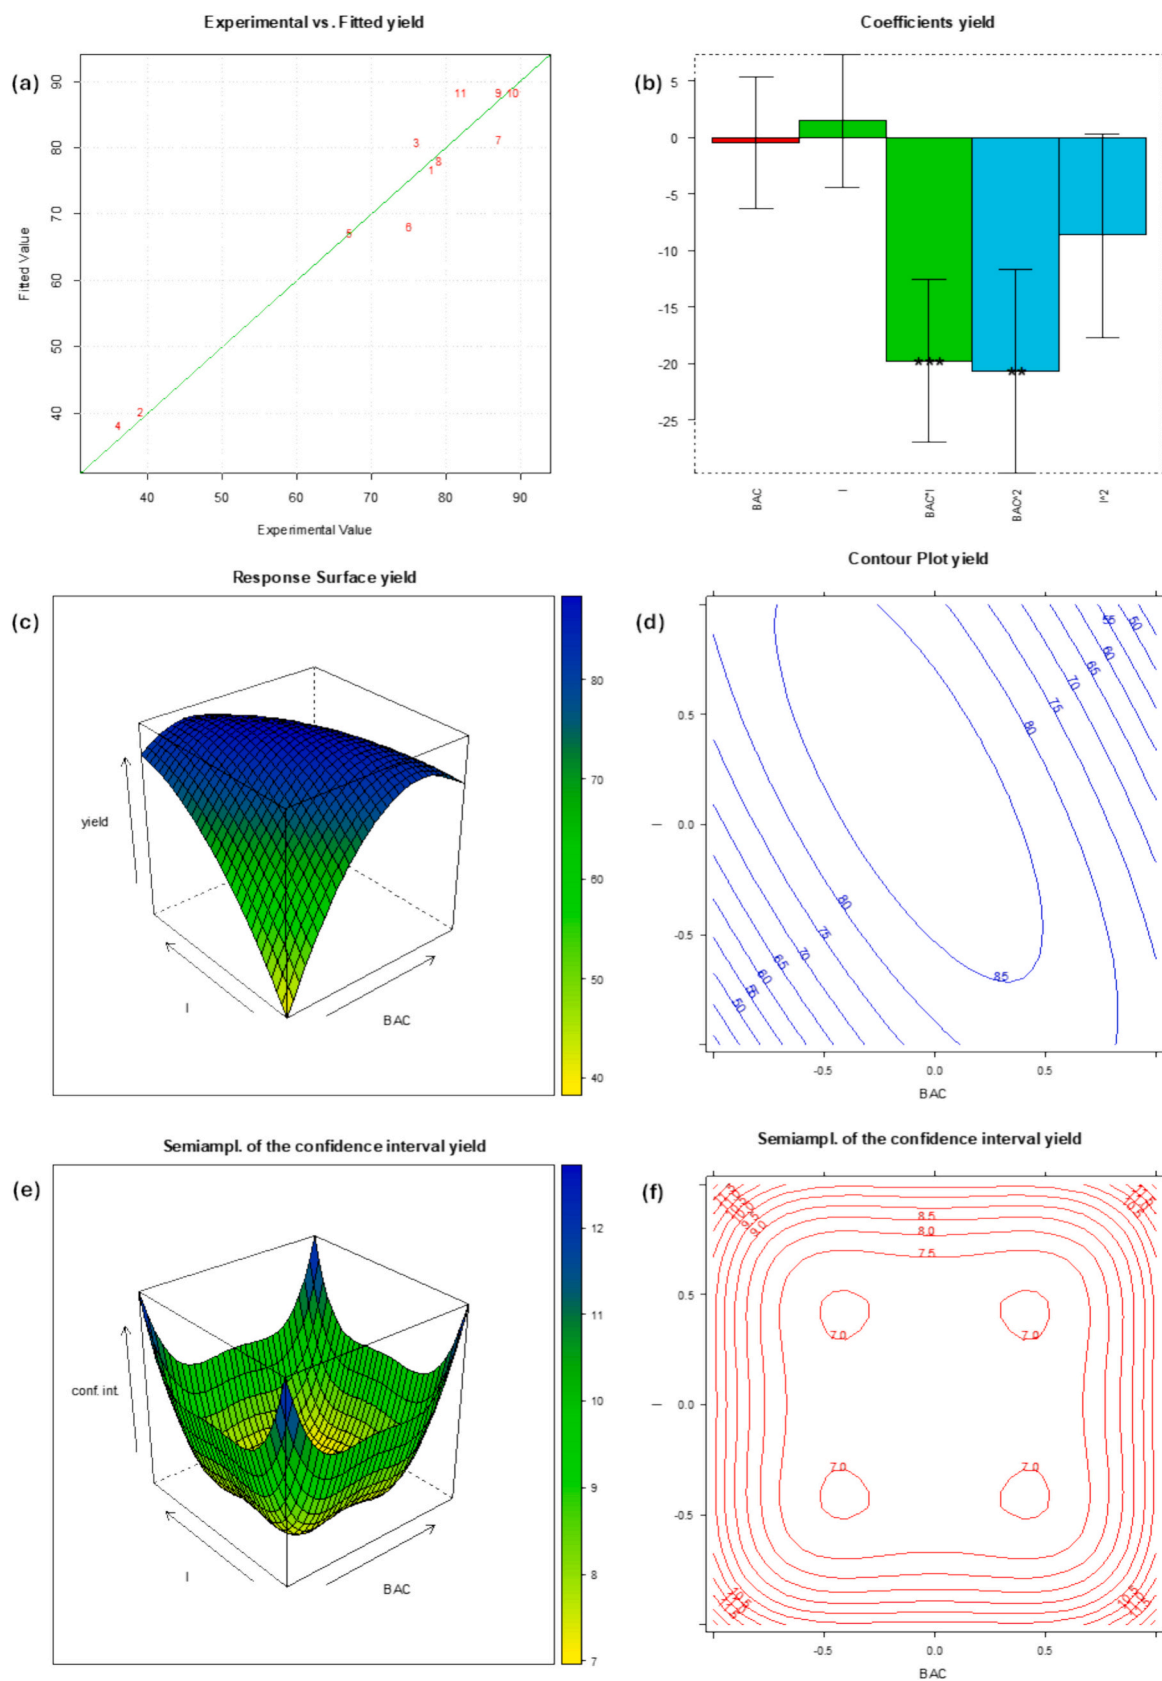 Experimental vs. Fitted yield
(a)
90
80
70
60
50
40
Fitted Value
11
9
10
3
7
8
1
6
5
2
4
40
50
60
70
80
90
Experimental Value
Coefficients yield
(b)
5
0
-5
-10
-15
-20
-25
***
**
BAC
I
BAC*I
BAC^2
I^2
Response Surface yield
(c)
yield
I
BAC
80
70
60
50
40
Contour Plot yield
(d)
0.5
0.0
-0.5
I
50
55
60
65
70
75
80
85
80
75
70
65
60
55
50
-0.5
0.0
0.5
BAC
Semiampl. of the confidence interval yield
(e)
conf. int.
I
BAC
12
11
10
9
8
7
Semiampl. of the confidence interval yield
(f)
0.5
0.0
-0.5
I
8.5
8.0
7.5
7.0
7.0
7.0
7.0
-0.5
0.0
0.5
BAC